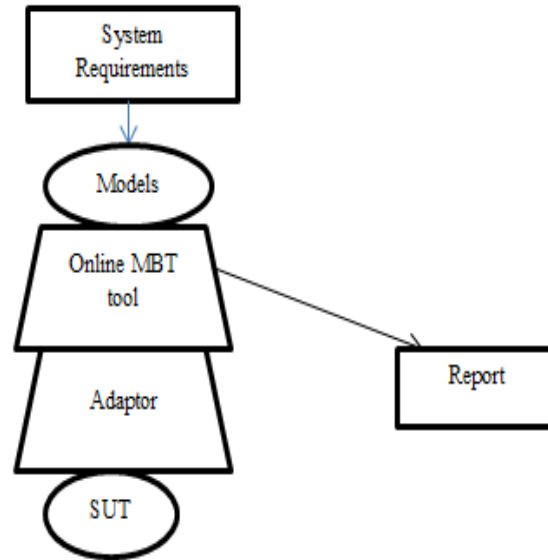 System
Requirements
Models
Online MBT
tool
Adaptor
Report
SUT